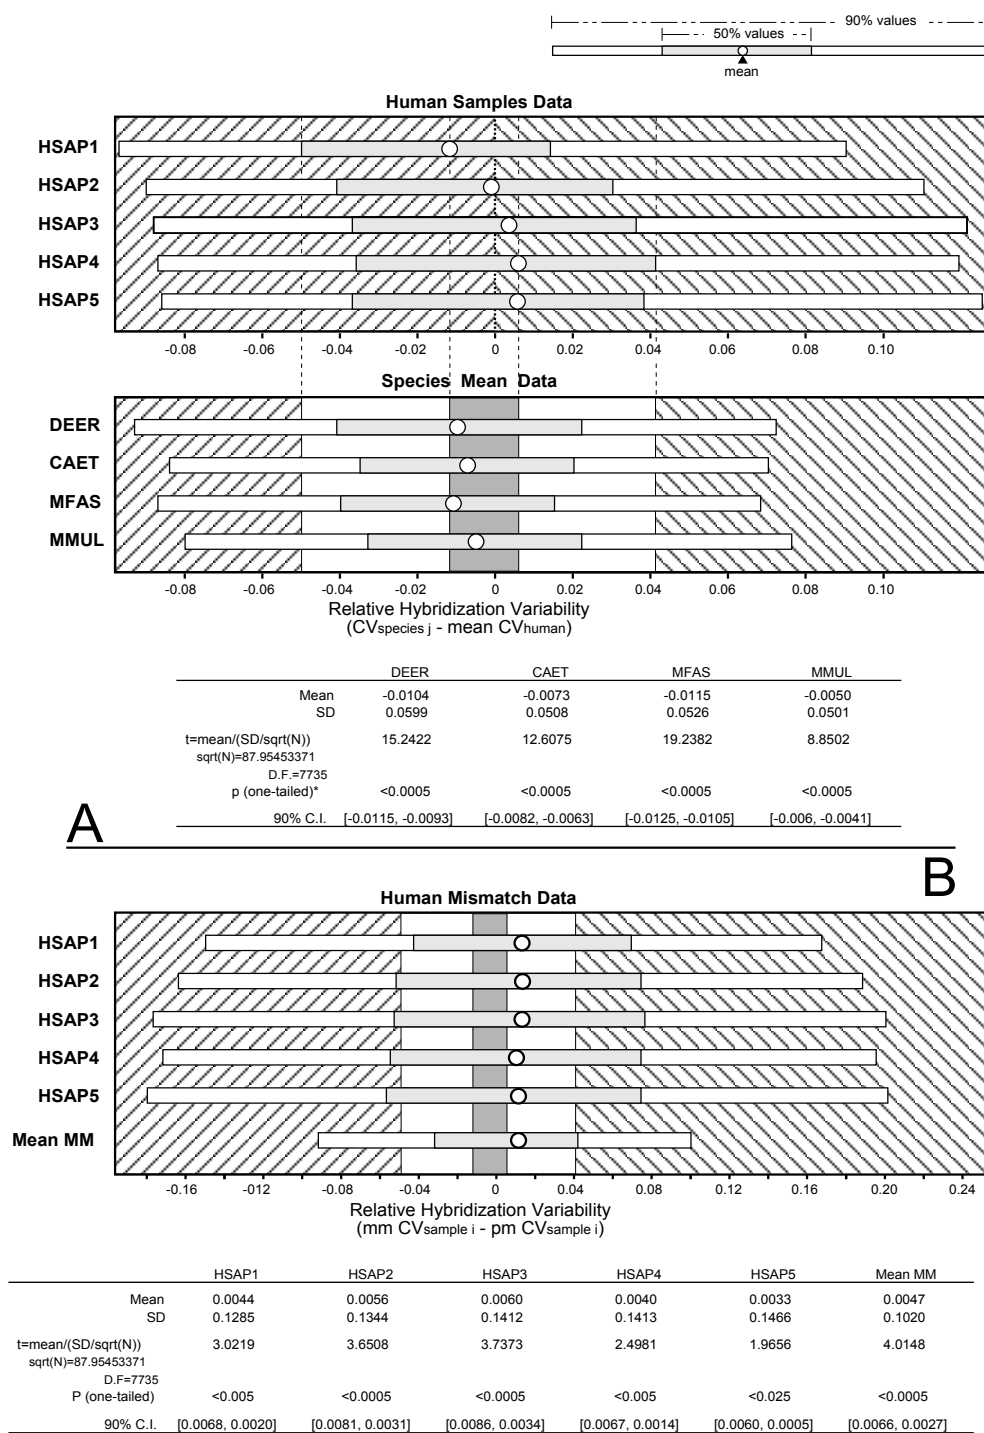 90% values
50% values
mean
Human Samples Data
HSAP1
HSAP2
HSAP3
HSAP4
HSAP5
-0.08 -0.06 -0.04 -0.02 0 0.02 0.04 0.06 0.08 0.10
Species Mean Data
DEER
CAET
MFAS
MMUL
-0.08 -0.06 -0.04 -0.02 0 0.02 0.04 0.06 0.08 0.10
Relative Hybridization Variability
(CVspecies j - mean CVhuman)
DEER CAET MFAS MMUL
Mean -0.0104 -0.0073 -0.0115 -0.0050
SD 0.0599 0.0508 0.0526 0.0501
t=mean/(SD/sqrt(N)) 15.2422 12.6075 19.2382 8.8502
sqrt(N)=87.95453371
D.F.=7735
p (one-tailed)* <0.0005 <0.0005 <0.0005 <0.0005
90% C.I. [-0.0115, -0.0093] [-0.0082, -0.0063] [-0.0125, -0.0105] [-0.006, -0.0041]
A
B
Human Mismatch Data
HSAP1
HSAP2
HSAP3
HSAP4
HSAP5
Mean MM
-0.16 -012 -0.08 -0.04 0 0.04 0.08 0.12 0.16 0.20 0.24
Relative Hybridization Variability
(mm CVsample i - pm CVsample i)
HSAP1 HSAP2 HSAP3 HSAP4 HSAP5 Mean MM
Mean 0.0044 0.0056 0.0060 0.0040 0.0033 0.0047
SD 0.1285 0.1344 0.1412 0.1413 0.1466 0.1020
t=mean/(SD/sqrt(N)) 3.0219 3.6508 3.7373 2.4981 1.9656 4.0148
sqrt(N)=87.95453371
D.F=7735
P (one-tailed) <0.005 <0.0005 <0.0005 <0.005 <0.025 <0.0005
90% C.I. [0.0068, 0.0020] [0.0081, 0.0031] [0.0086, 0.0034] [0.0067, 0.0014] [0.0060, 0.0005] [0.0066, 0.0027]